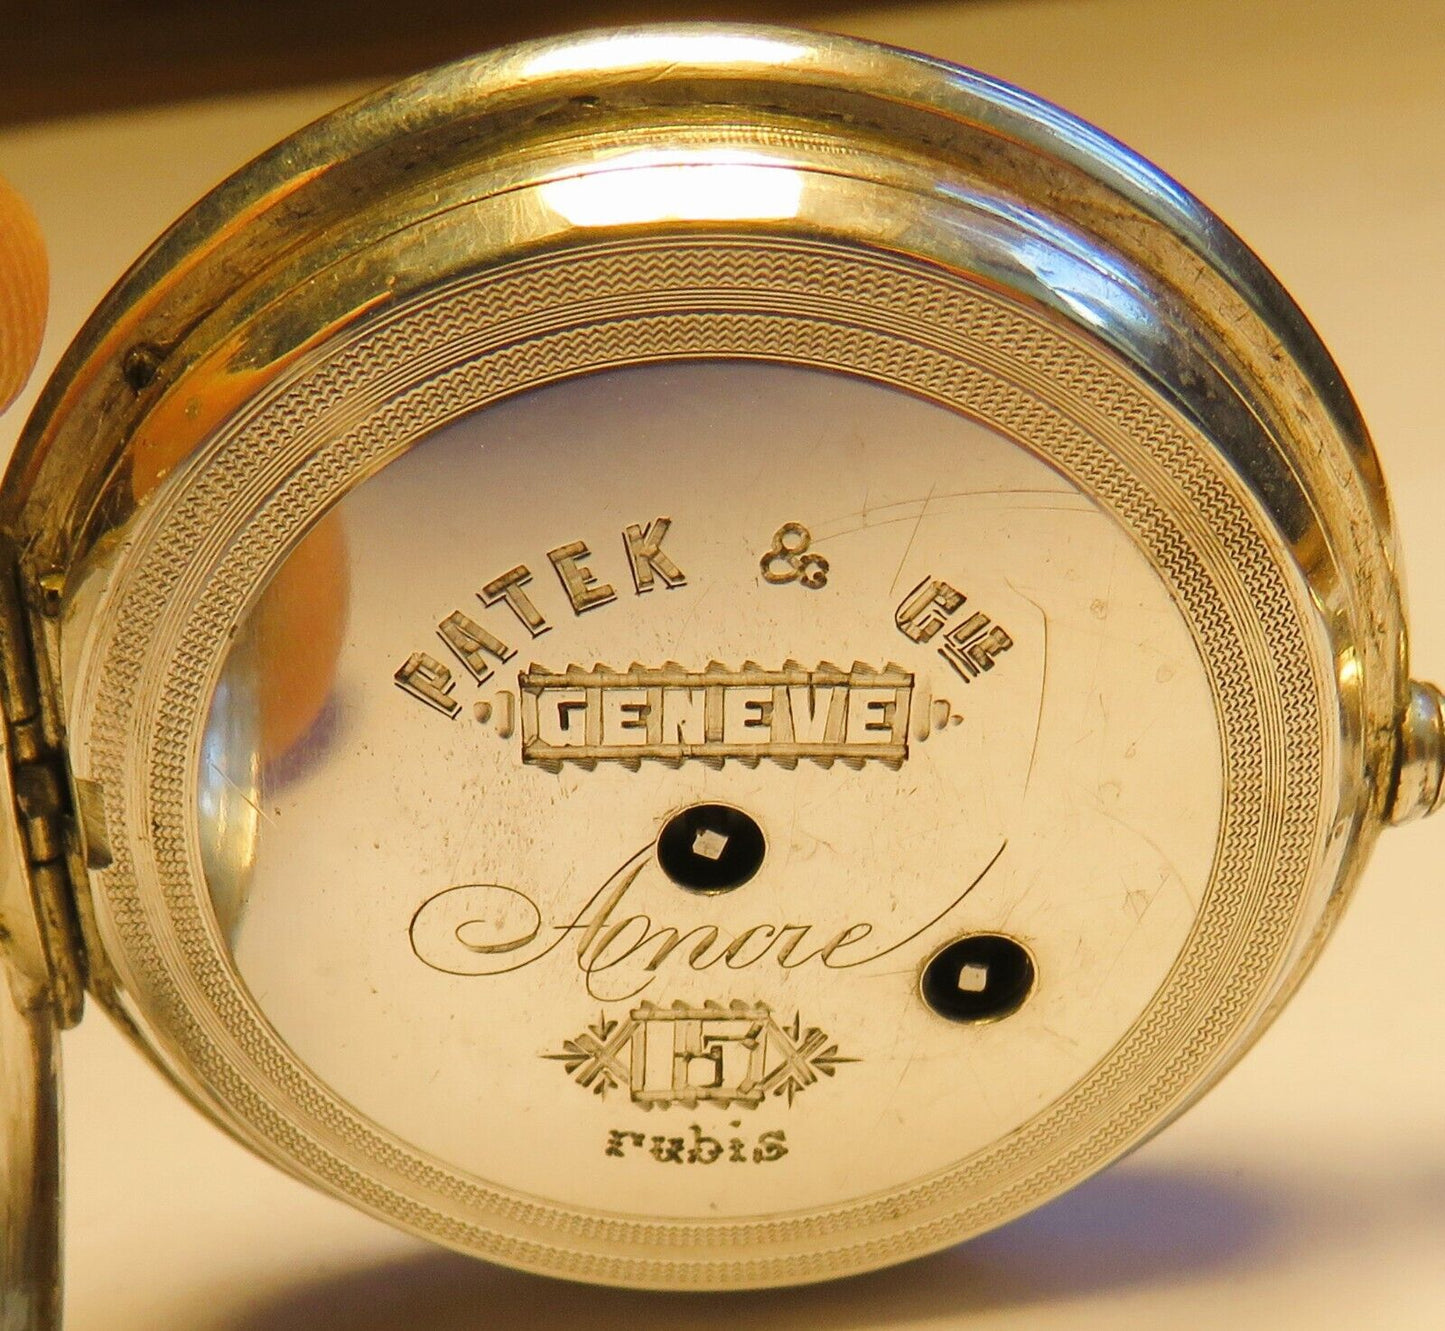 PATEK & Cie
GENEVE
Ancre
15
rubis